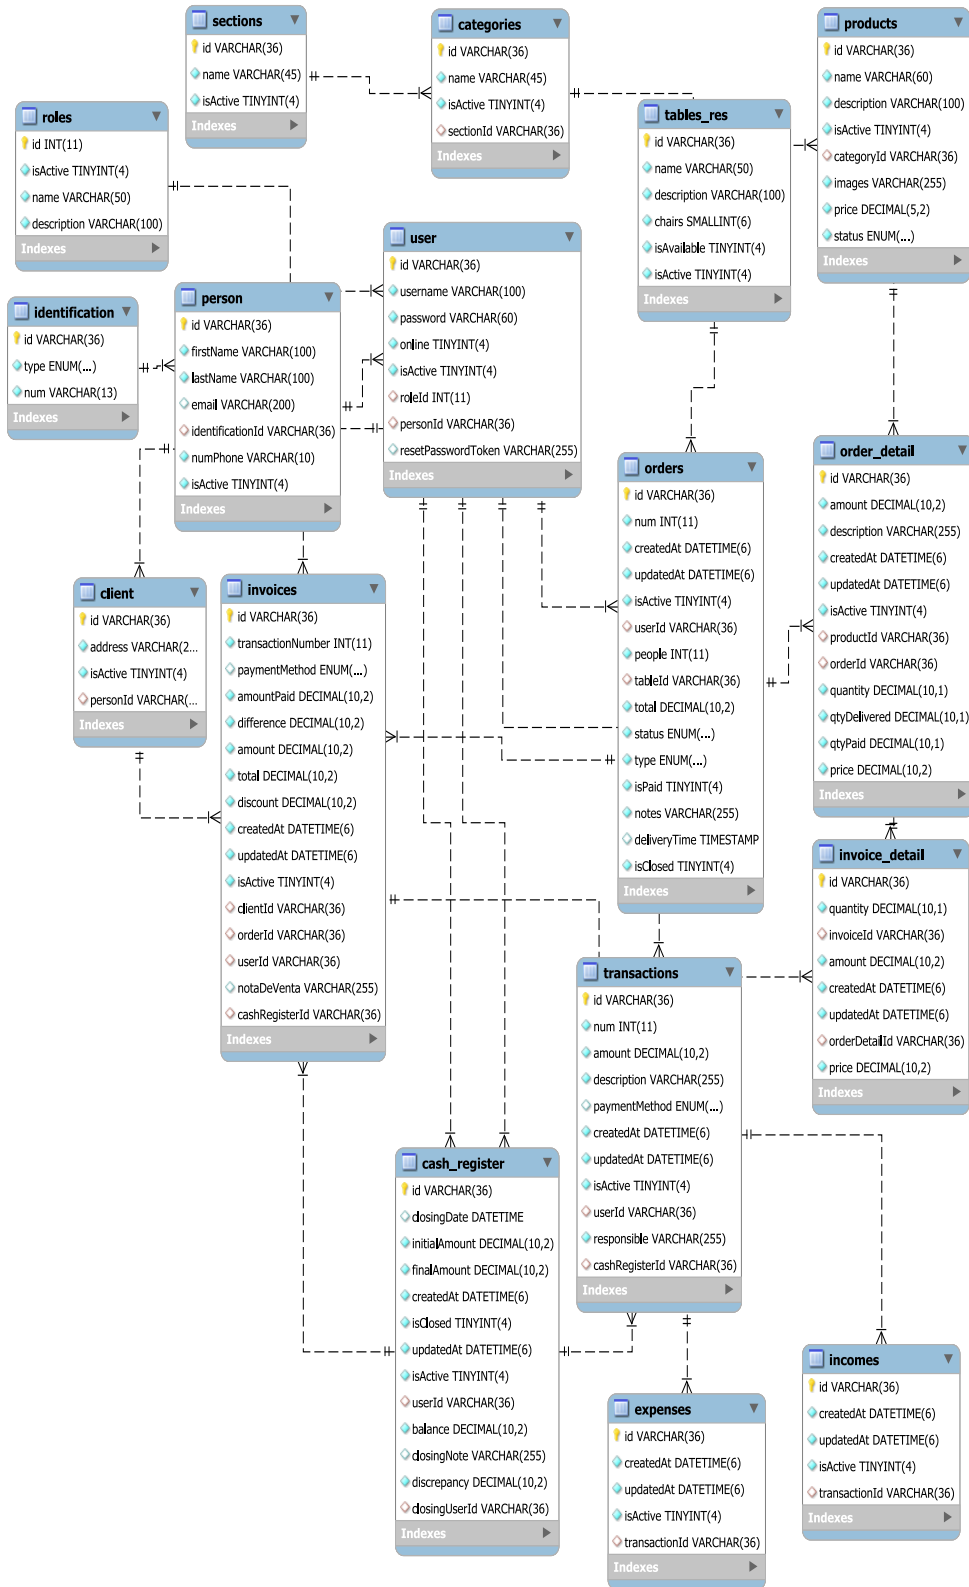 sections
id VARCHAR(36)
name VARCHAR(45)
isActive TINYINT(4)
Indexes
categories
id VARCHAR(36)
name VARCHAR(45)
isActive TINYINT(4)
sectionId VARCHAR(36)
Indexes
products
id VARCHAR(36)
name VARCHAR(60)
description VARCHAR(100)
isActive TINYINT(4)
categoryId VARCHAR(36)
images VARCHAR(255)
price DECIMAL(5,2)
status ENUM(...)
Indexes
roles
id INT(11)
isActive TINYINT(4)
name VARCHAR(50)
description VARCHAR(100)
Indexes
tables_res
id VARCHAR(36)
name VARCHAR(50)
description VARCHAR(100)
chairs SMALLINT(6)
isAvailable TINYINT(4)
isActive TINYINT(4)
Indexes
user
id VARCHAR(36)
username VARCHAR(100)
password VARCHAR(60)
online TINYINT(4)
isActive TINYINT(4)
roleId INT(11)
personId VARCHAR(36)
resetPasswordToken VARCHAR(255)
Indexes
identification
id VARCHAR(36)
type ENUM(...)
num VARCHAR(13)
Indexes
person
id VARCHAR(36)
firstName VARCHAR(100)
lastName VARCHAR(100)
email VARCHAR(200)
identificationId VARCHAR(36)
numPhone VARCHAR(10)
isActive TINYINT(4)
Indexes
orders
id VARCHAR(36)
num INT(11)
createdAt DATETIME(6)
updatedAt DATETIME(6)
isActive TINYINT(4)
userId VARCHAR(36)
people INT(11)
tableId VARCHAR(36)
total DECIMAL(10,2)
status ENUM(...)
type ENUM(...)
isPaid TINYINT(4)
notes VARCHAR(255)
deliveryTime TIMESTAMP
isClosed TINYINT(4)
Indexes
order_detail
id VARCHAR(36)
amount DECIMAL(10,2)
description VARCHAR(255)
createdAt DATETIME(6)
updatedAt DATETIME(6)
isActive TINYINT(4)
productId VARCHAR(36)
orderId VARCHAR(36)
quantity DECIMAL(10,1)
qtyDelivered DECIMAL(10,1)
qtyPaid DECIMAL(10,1)
price DECIMAL(10,2)
Indexes
client
id VARCHAR(36)
address VARCHAR(2...
isActive TINYINT(4)
personId VARCHAR(...
Indexes
invoices
id VARCHAR(36)
transactionNumber INT(11)
paymentMethod ENUM(...)
amountPaid DECIMAL(10,2)
difference DECIMAL(10,2)
amount DECIMAL(10,2)
total DECIMAL(10,2)
discount DECIMAL(10,2)
createdAt DATETIME(6)
updatedAt DATETIME(6)
isActive TINYINT(4)
clientId VARCHAR(36)
orderId VARCHAR(36)
userId VARCHAR(36)
notaDeVenta VARCHAR(255)
cashRegisterId VARCHAR(36)
Indexes
invoice_detail
id VARCHAR(36)
quantity DECIMAL(10,1)
invoiceId VARCHAR(36)
amount DECIMAL(10,2)
createdAt DATETIME(6)
updatedAt DATETIME(6)
orderDetailId VARCHAR(36)
price DECIMAL(10,2)
Indexes
transactions
id VARCHAR(36)
num INT(11)
amount DECIMAL(10,2)
description VARCHAR(255)
paymentMethod ENUM(...)
createdAt DATETIME(6)
updatedAt DATETIME(6)
isActive TINYINT(4)
userId VARCHAR(36)
responsible VARCHAR(255)
cashRegisterId VARCHAR(36)
Indexes
cash_register
id VARCHAR(36)
closingDate DATETIME
initialAmount DECIMAL(10,2)
finalAmount DECIMAL(10,2)
createdAt DATETIME(6)
isClosed TINYINT(4)
updatedAt DATETIME(6)
isActive TINYINT(4)
userId VARCHAR(36)
balance DECIMAL(10,2)
closingNote VARCHAR(255)
discrepancy DECIMAL(10,2)
closingUserId VARCHAR(36)
Indexes
incomes
id VARCHAR(36)
createdAt DATETIME(6)
updatedAt DATETIME(6)
isActive TINYINT(4)
transactionId VARCHAR(36)
Indexes
expenses
id VARCHAR(36)
createdAt DATETIME(6)
updatedAt DATETIME(6)
isActive TINYINT(4)
transactionId VARCHAR(36)
Indexes